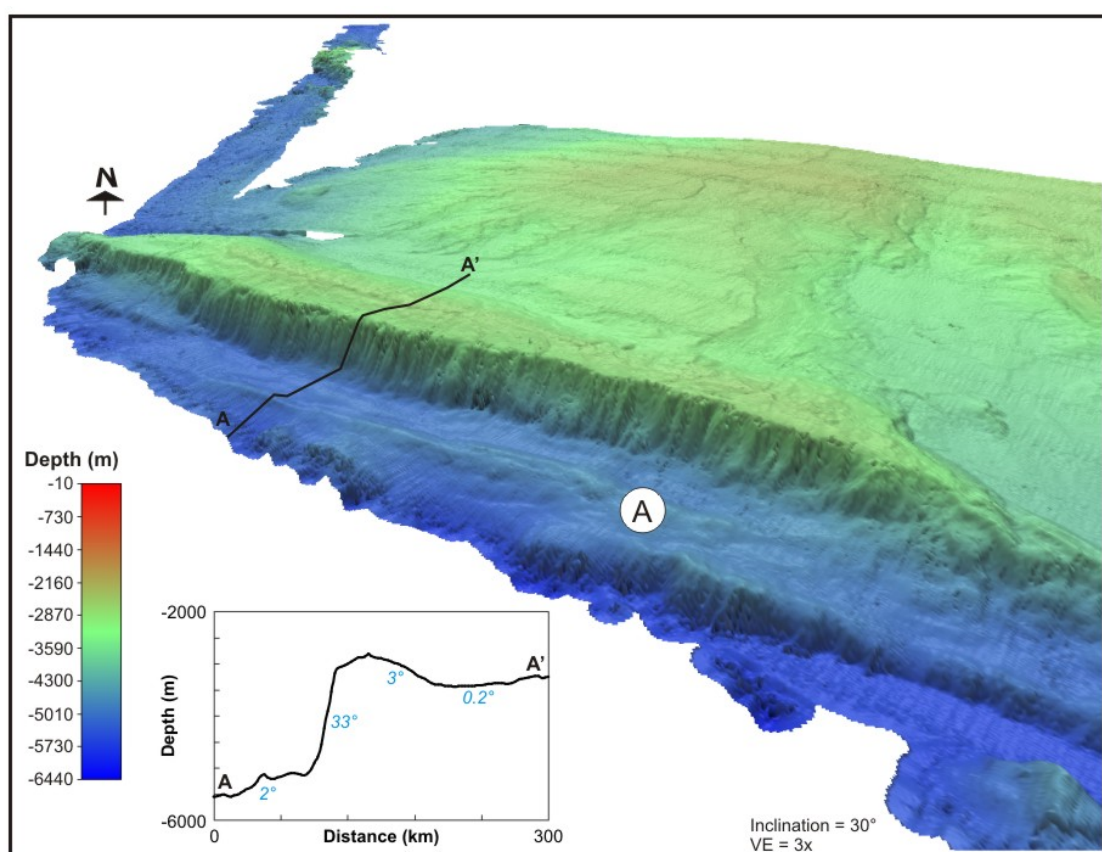 N
A'
A
A
Depth (m)
-10
-730
-1440
-2160
-2870
-3590
-4300
-5010
-5730
-6440
-2000
Depth (m)
-6000
A
2°
33°
3°
0.2°
A'
0
Distance (km)
300
Inclination = 30°
VE = 3x